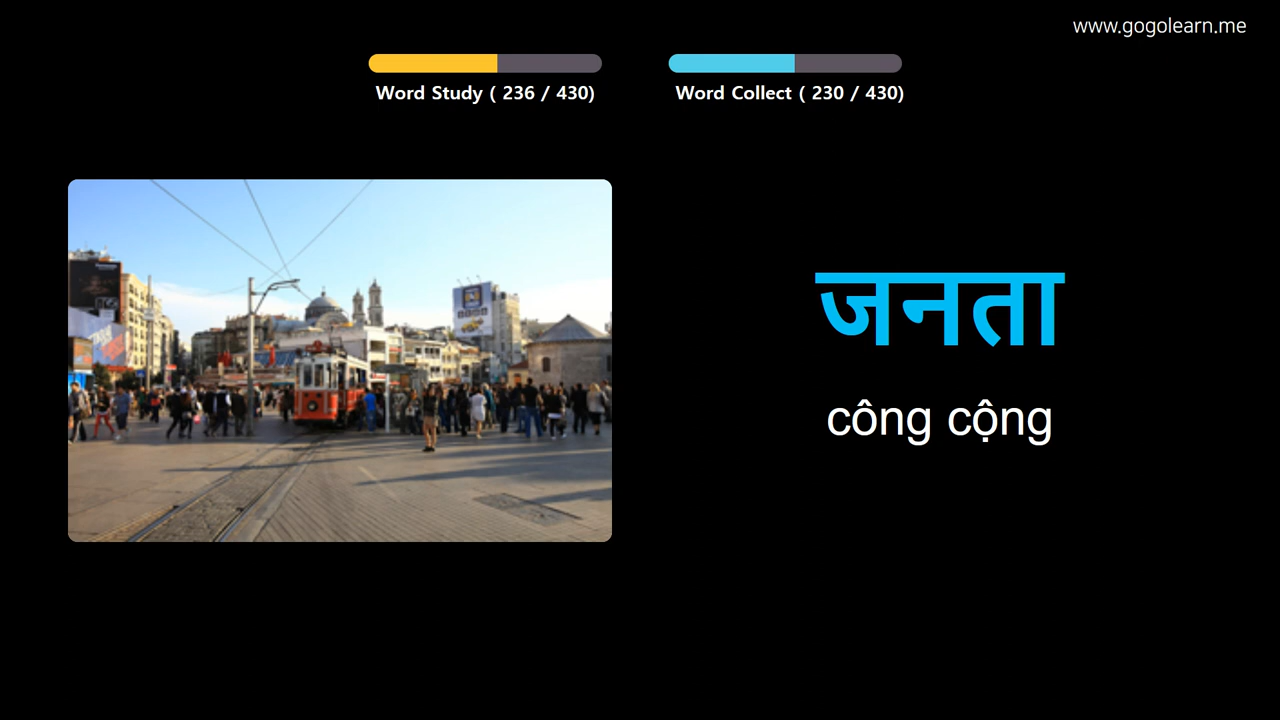 www.gogolearn.me
Word Study ( 236 / 430)
Word Collect ( 230 / 430)
जनता
công cộng